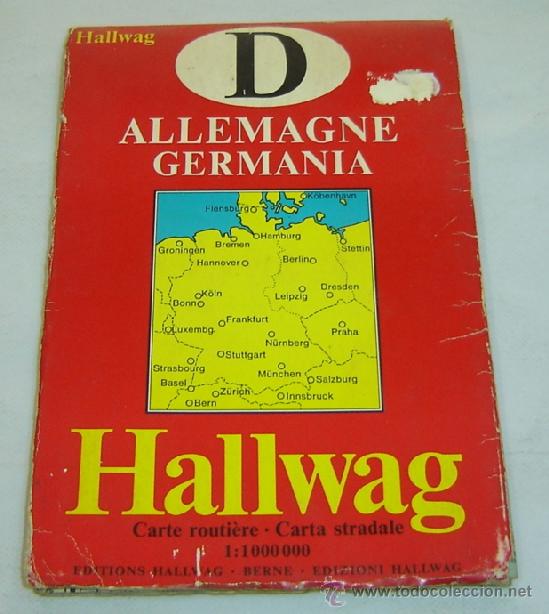 Hallwag
D
ALLEMAGNE
GERMANIA
København
Flensburg
Groningen
Bremen
Hamburg
Stettin
Hannover
Berlin
Köln
Bonn
Leipzig
Dresden
Luxembg.
Frankfurt
Praha
Nürnberg
Stuttgart
Strasbourg
München
Salzburg
Basel
Zürich
Innsbruck
Bern
Hallwag
Carte routière · Carta stradale
1:1000000
EDITIONS HALLWAG · BERNE · EDIZIONI HALLWAG
todocoleccion.net